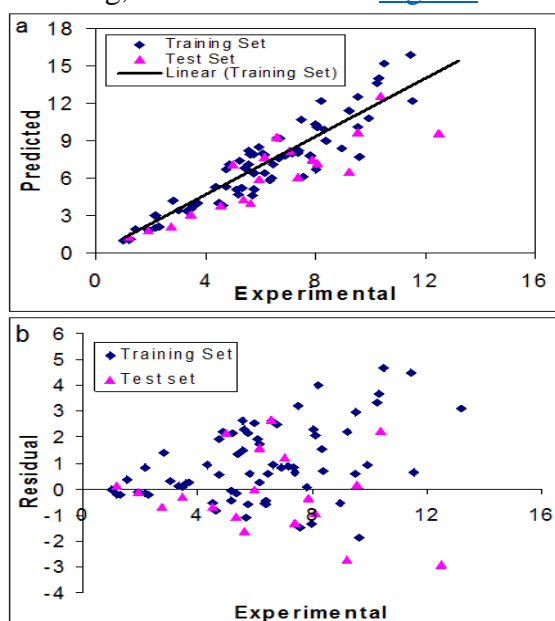 a
Training Set
Test Set
Linear (Training Set)
18
15
12
9
6
3
0
Predicted
0 4 8 12 16
Experimental
b
Training Set
Test set
6
5
4
3
2
1
0
-1
-2
-3
-4
Residual
4 8 12 16
Experimental